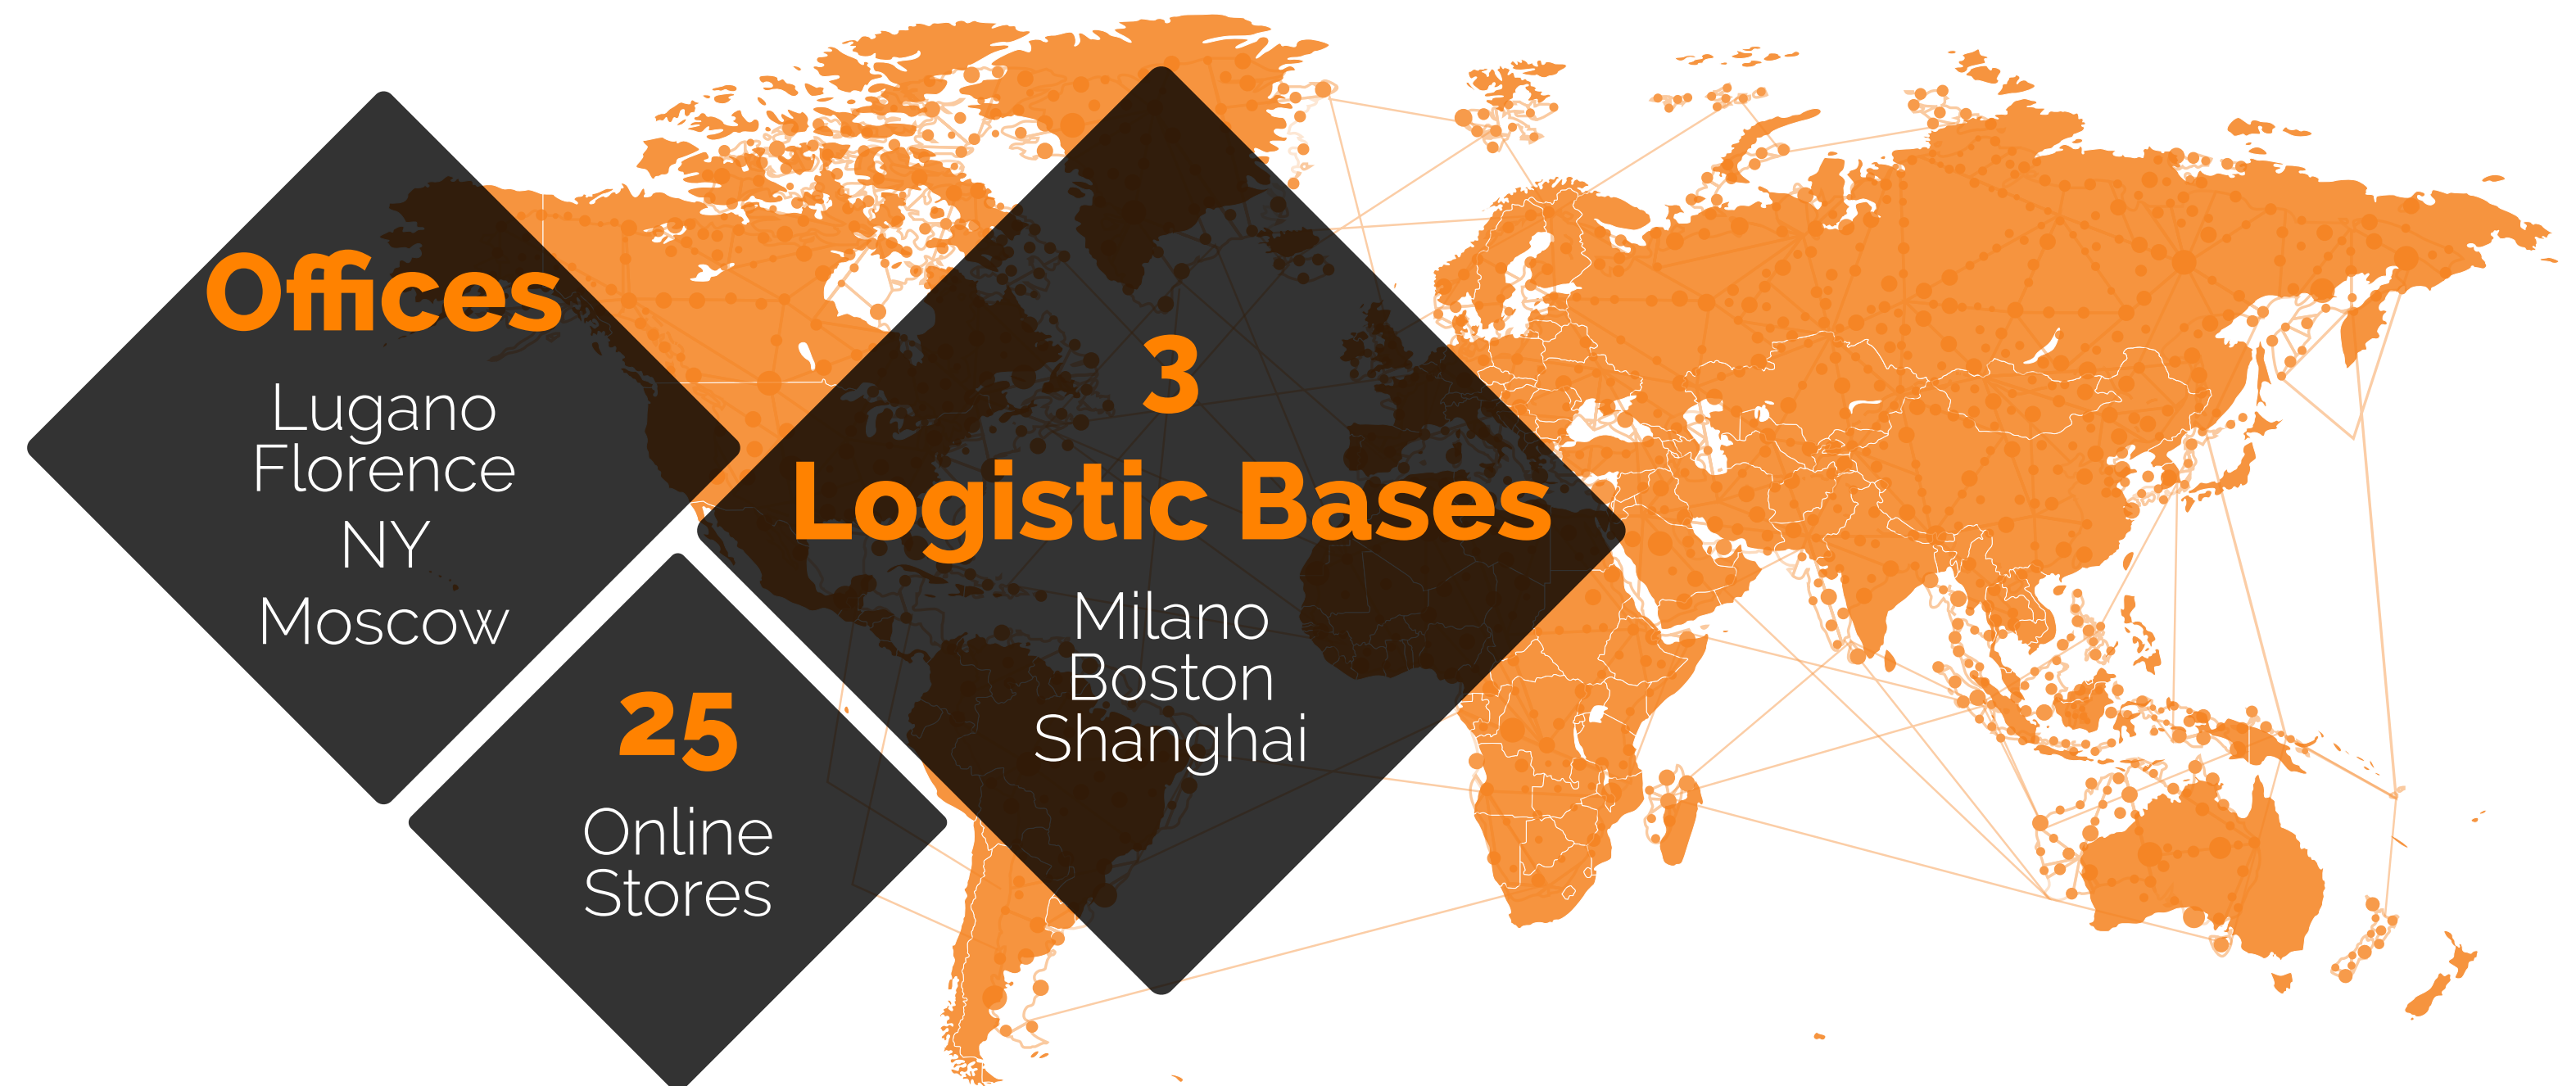 Offices
Lugano
Florence
NY
Moscow
25
Online
Stores
3
Logistic Bases
Milano
Boston
Shanghai